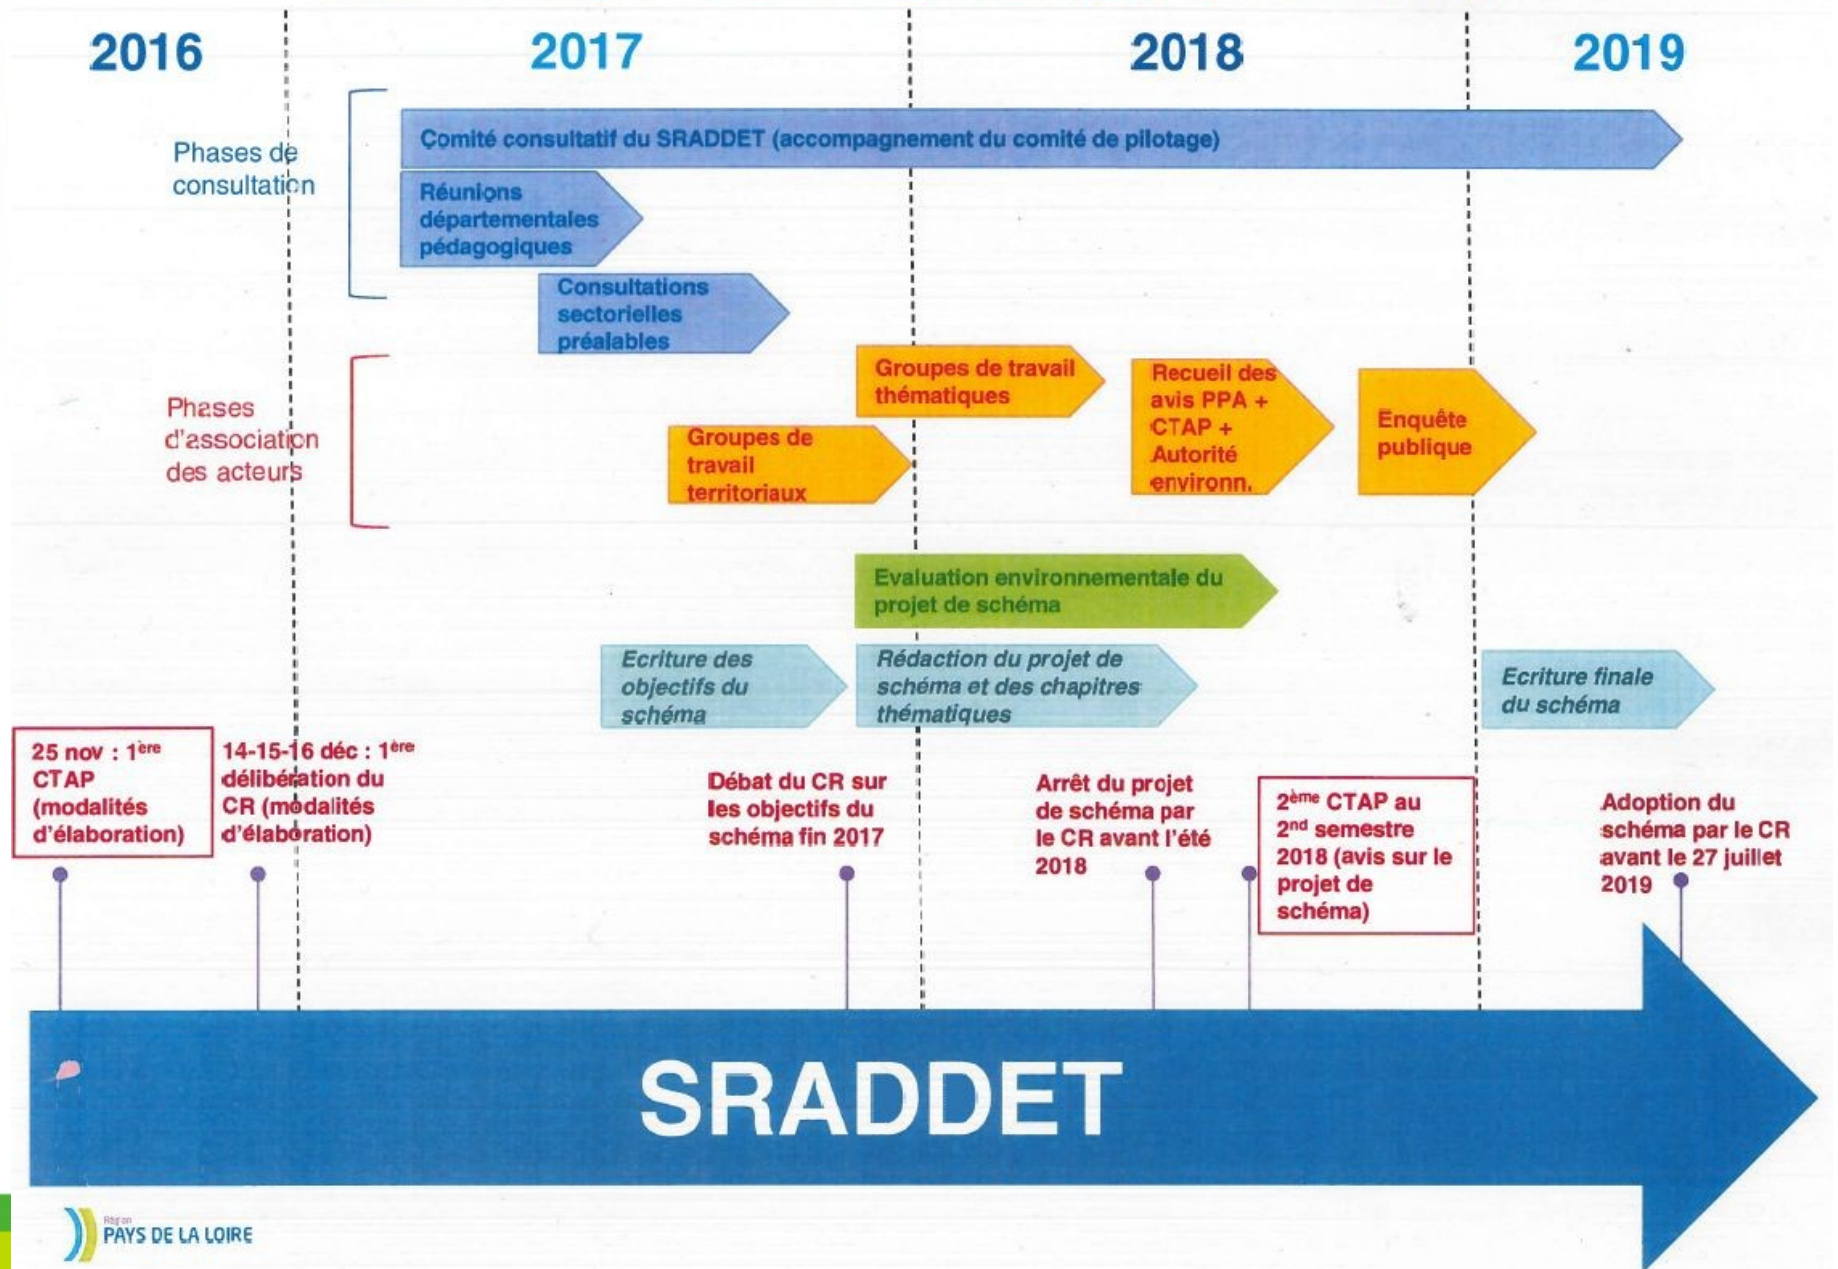 2016
2017
2018
2019
Phases de
consultation
Comité consultatif du SRADDET (accompagnement du comité de pilotage)
Réunions
départementales
pédagogiques
Consultations
sectorielles
préalables
Phases
d'association
des acteurs
Groupes de travail
thématiques
Groupes de
travail
territoriaux
Recueil des
avis PPA +
CTAP +
Autorité
environn.
Enquête
publique
Evaluation environnementale du
projet de schéma
Ecriture des
objectifs du
schéma
Rédaction du projet de
schéma et des chapitres
thématiques
Ecriture finale
du schéma
25 nov : 1ère
CTAP
(modalités
d'élaboration)
14-15-16 déc : 1ère
délibération du
CR (modalités
d'élaboration)
Débat du CR sur
les objectifs du
schéma fin 2017
Arrêt du projet
de schéma par
le CR avant l'été
2018
2ème CTAP au
2nd semestre
2018 (avis sur le
projet de
schéma)
Adoption du
schéma par le CR
avant le 27 juillet
2019
SRADDET
Région
PAYS DE LA LOIRE